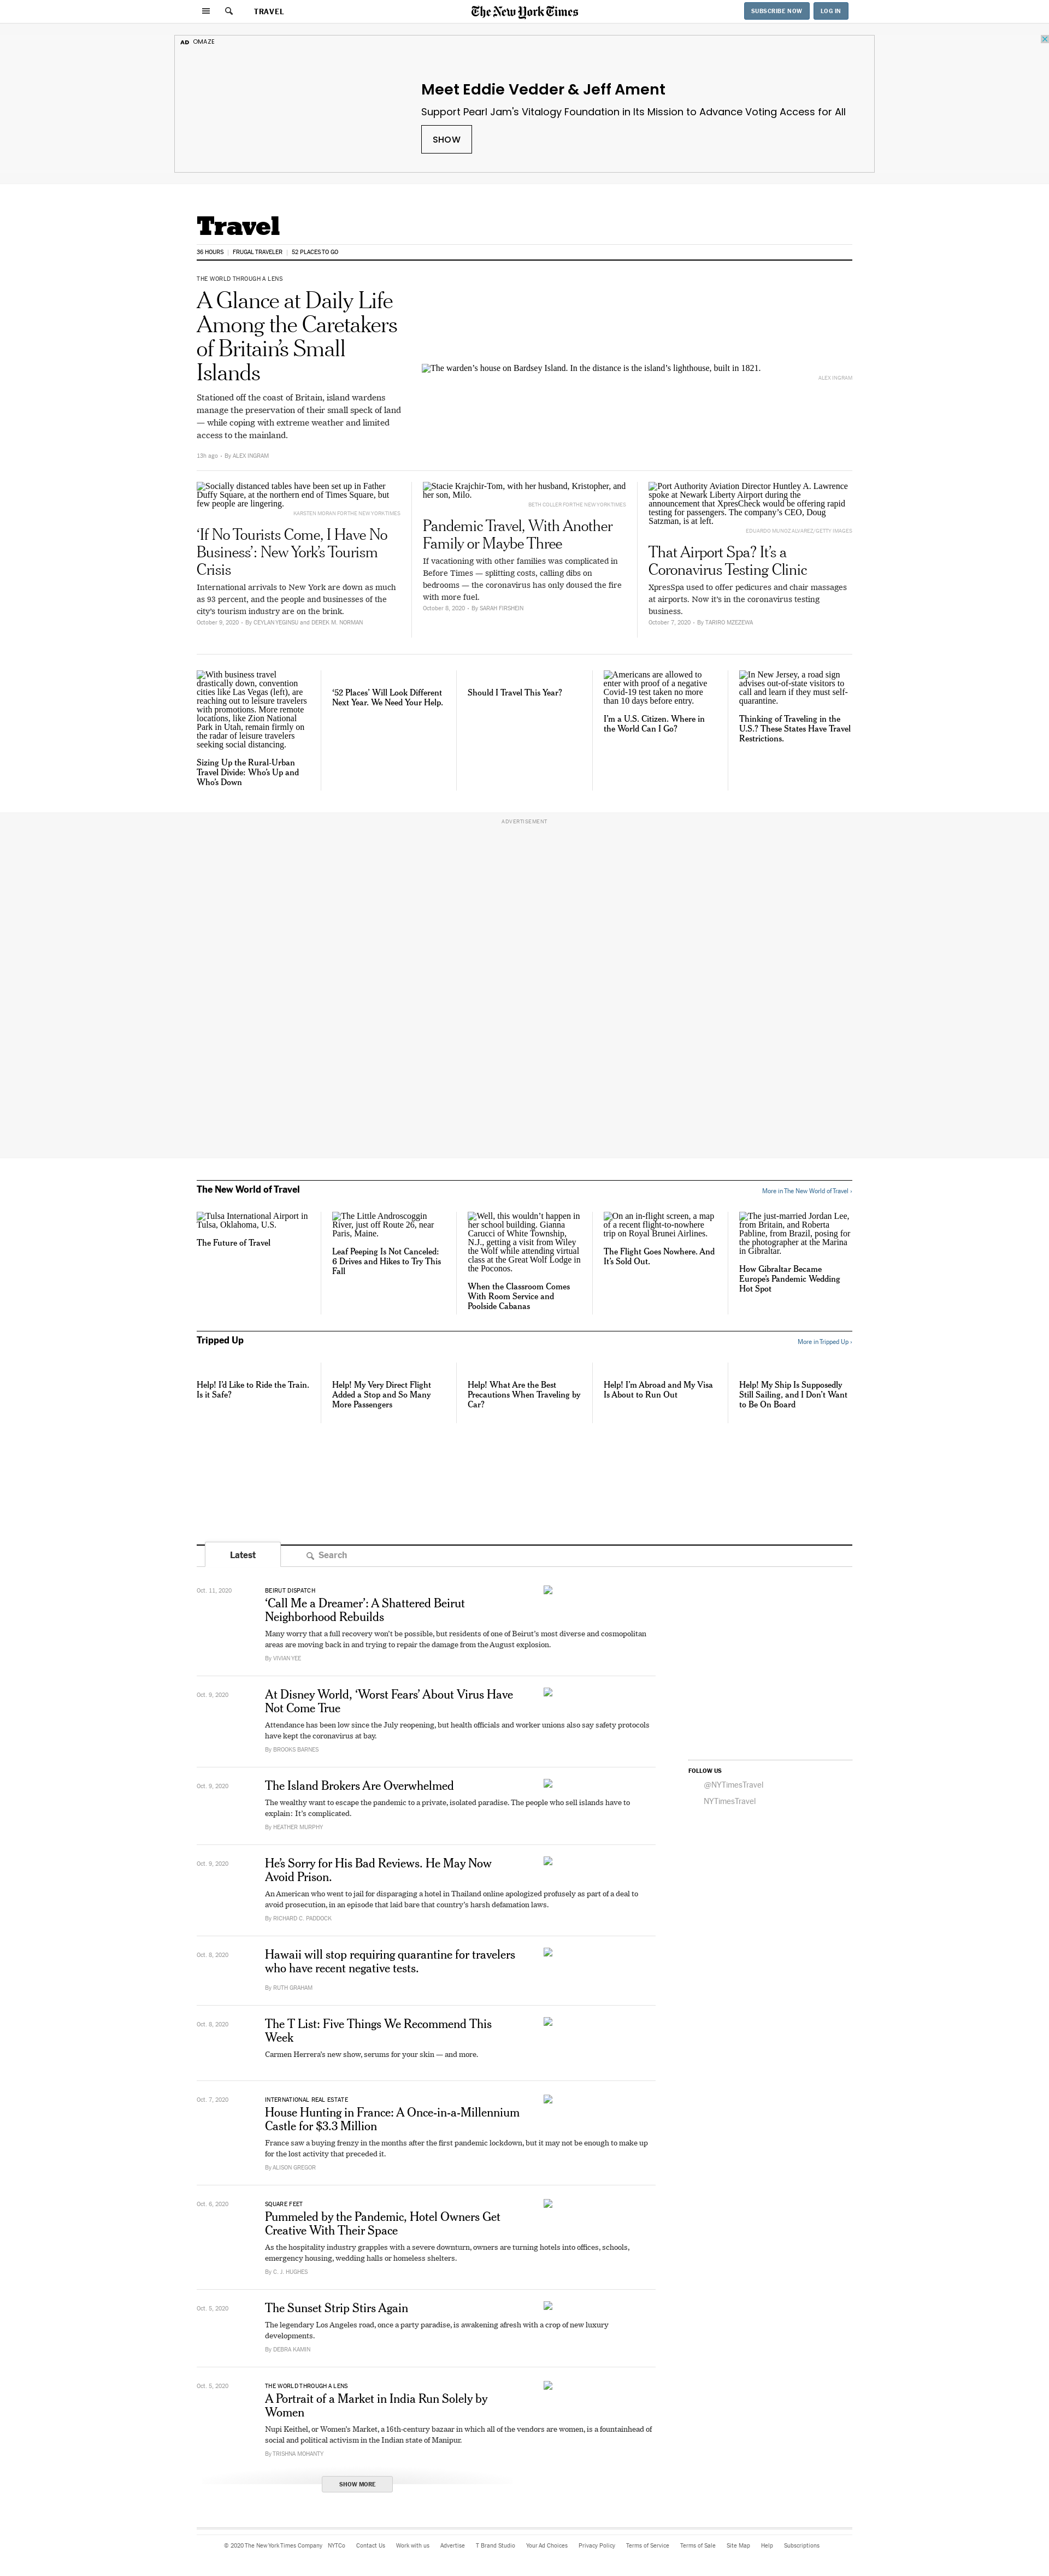 TRAVEL
The New York Times
SUBSCRIBE NOW
LOG IN
AD OMAZE
Meet Eddie Vedder & Jeff Ament
Support Pearl Jam's Vitalogy Foundation in Its Mission to Advance Voting Access for All
SHOW
Travel
36 HOURS | FRUGAL TRAVELER | 52 PLACES TO GO
THE WORLD THROUGH A LENS
A Glance at Daily Life
Among the Caretakers
of Britain’s Small
Islands
Stationed off the coast of Britain, island wardens
manage the preservation of their small speck of land
— while coping with extreme weather and limited
access to the mainland.
13h ago - By ALEX INGRAM
The warden’s house on Bardsey Island. In the distance is the island’s lighthouse, built in 1821.
ALEX INGRAM
Socially distanced tables have been set up in Father
Duffy Square, at the northern end of Times Square, but
few people are lingering.
KARSTEN MORAN FOR THE NEW YORK TIMES
‘If No Tourists Come, I Have No
Business’: New York’s Tourism
Crisis
International arrivals to New York are down as much
as 93 percent, and the people and businesses of the
city’s tourism industry are on the brink.
October 9, 2020 - By CEYLAN YEGINSU and DEREK M. NORMAN
Stacie Krajchir-Tom, with her husband, Kristopher, and
her son, Milo.
BETH COLLER FOR THE NEW YORK TIMES
Pandemic Travel, With Another
Family or Maybe Three
If vacationing with other families was complicated in
Before Times — splitting costs, calling dibs on
bedrooms — the coronavirus has only doused the fire
with more fuel.
October 8, 2020 - By SARAH FIRSHEIN
Port Authority Aviation Director Huntley A. Lawrence
spoke at Newark Liberty Airport during the
announcement that XpresCheck would be offering rapid
testing for passengers. The company’s CEO, Doug
Satzman, is at left.
EDUARDO MUNOZ ALVAREZ/GETTY IMAGES
That Airport Spa? It’s a
Coronavirus Testing Clinic
XpresSpa used to offer pedicures and chair massages
at airports. Now it’s in the coronavirus testing
business.
October 7, 2020 - By TARIRO MZEZEWA
With business travel
drastically down, convention
cities like Las Vegas (left), are
reaching out to leisure travelers
with promotions. More remote
locations, like Zion National
Park in Utah, remain firmly on
the radar of leisure travelers
seeking social distancing.
Sizing Up the Rural-Urban
Travel Divide: Who’s Up and
Who’s Down
‘52 Places’ Will Look Different
Next Year. We Need Your Help.
Should I Travel This Year?
Americans are allowed to
enter with proof of a negative
Covid-19 test taken no more
than 10 days before entry.
I’m a U.S. Citizen. Where in
the World Can I Go?
In New Jersey, a road sign
advises out-of-state visitors to
call and learn if they must self-
quarantine.
Thinking of Traveling in the
U.S.? These States Have Travel
Restrictions.
ADVERTISEMENT
The New World of Travel
More in The New World of Travel ›
Tulsa International Airport in
Tulsa, Oklahoma, U.S.
The Future of Travel
The Little Androscoggin
River, just off Route 26, near
Paris, Maine.
Leaf Peeping Is Not Canceled:
6 Drives and Hikes to Try This
Fall
Well, this wouldn’t happen in
her school building. Gianna
Carucci of White Township,
N.J., getting a visit from Wiley
the Wolf while attending virtual
class at the Great Wolf Lodge in
the Poconos.
When the Classroom Comes
With Room Service and
Poolside Cabanas
On an in-flight screen, a map
of a recent flight-to-nowhere
trip on Royal Brunei Airlines.
The Flight Goes Nowhere. And
It’s Sold Out.
The just-married Jordan Lee,
from Britain, and Roberta
Pabline, from Brazil, posing for
the photographer at the Marina
in Gibraltar.
How Gibraltar Became
Europe’s Pandemic Wedding
Hot Spot
Tripped Up
More in Tripped Up ›
Help! I’d Like to Ride the Train.
Is it Safe?
Help! My Very Direct Flight
Added a Stop and So Many
More Passengers
Help! What Are the Best
Precautions When Traveling by
Car?
Help! I’m Abroad and My Visa
Is About to Run Out
Help! My Ship Is Supposedly
Still Sailing, and I Don’t Want
to Be On Board
Latest
Search
Oct. 11, 2020
BEIRUT DISPATCH
‘Call Me a Dreamer’: A Shattered Beirut
Neighborhood Rebuilds
Many worry that a full recovery won’t be possible, but residents of one of Beirut’s most diverse and cosmopolitan
areas are moving back in and trying to repair the damage from the August explosion.
By VIVIAN YEE
Oct. 9, 2020
At Disney World, ‘Worst Fears’ About Virus Have
Not Come True
Attendance has been low since the July reopening, but health officials and worker unions also say safety protocols
have kept the coronavirus at bay.
By BROOKS BARNES
Oct. 9, 2020
The Island Brokers Are Overwhelmed
The wealthy want to escape the pandemic to a private, isolated paradise. The people who sell islands have to
explain: It’s complicated.
By HEATHER MURPHY
FOLLOW US
@NYTimesTravel
NYTimesTravel
Oct. 9, 2020
He’s Sorry for His Bad Reviews. He May Now
Avoid Prison.
An American who went to jail for disparaging a hotel in Thailand online apologized profusely as part of a deal to
avoid prosecution, in an episode that laid bare that country’s harsh defamation laws.
By RICHARD C. PADDOCK
Oct. 8, 2020
Hawaii will stop requiring quarantine for travelers
who have recent negative tests.
By RUTH GRAHAM
Oct. 8, 2020
The T List: Five Things We Recommend This
Week
Carmen Herrera’s new show, serums for your skin — and more.
Oct. 7, 2020
INTERNATIONAL REAL ESTATE
House Hunting in France: A Once-in-a-Millennium
Castle for $3.3 Million
France saw a buying frenzy in the months after the first pandemic lockdown, but it may not be enough to make up
for the lost activity that preceded it.
By ALISON GREGOR
Oct. 6, 2020
SQUARE FEET
Pummeled by the Pandemic, Hotel Owners Get
Creative With Their Space
As the hospitality industry grapples with a severe downturn, owners are turning hotels into offices, schools,
emergency housing, wedding halls or homeless shelters.
By C. J. HUGHES
Oct. 5, 2020
The Sunset Strip Stirs Again
The legendary Los Angeles road, once a party paradise, is awakening afresh with a crop of new luxury
developments.
By DEBRA KAMIN
Oct. 5, 2020
THE WORLD THROUGH A LENS
A Portrait of a Market in India Run Solely by
Women
Nupi Keithel, or Women’s Market, a 16th-century bazaar in which all of the vendors are women, is a fountainhead of
social and political activism in the Indian state of Manipur.
By TRISHNA MOHANTY
SHOW MORE
© 2020 The New York Times Company NYTCo Contact Us Work with us Advertise T Brand Studio Your Ad Choices Privacy Policy Terms of Service Terms of Sale Site Map Help Subscriptions